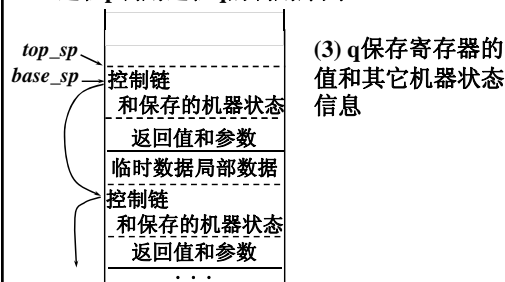 top_sp
base_sp
控制链
和保存的机器状态
返回值和参数
临时数据局部数据
控制链
和保存的机器状态
返回值和参数
. . .
(3) q保存寄存器的
值和其它机器状态
信息